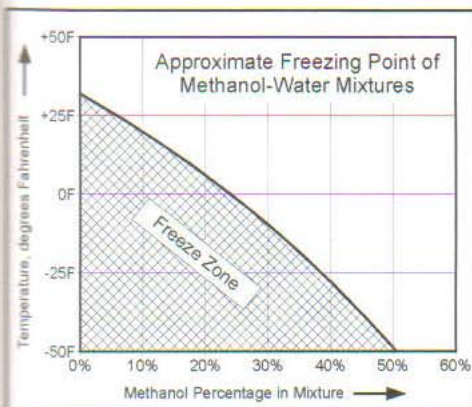 +50F
Approximate Freezing Point of
Methanol-Water Mixtures
+25F
0F
-25F
-50F
Temperature, degrees Fahrenheit
Freeze Zone
0% 10% 20% 30% 40% 50% 60%
Methanol Percentage in Mixture